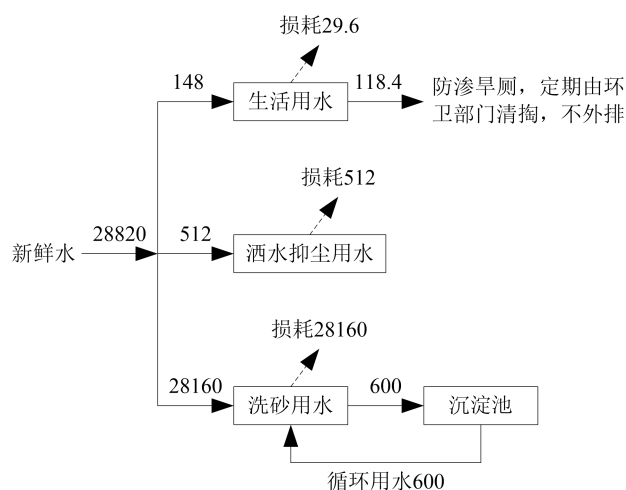 损耗29.6
148
生活用水
118.4
防渗旱厕，定期由环
卫部门清掏，不外排
损耗512
新鲜水
28820
512
洒水抑尘用水
损耗28160
28160
洗砂用水
600
沉淀池
循环用水600